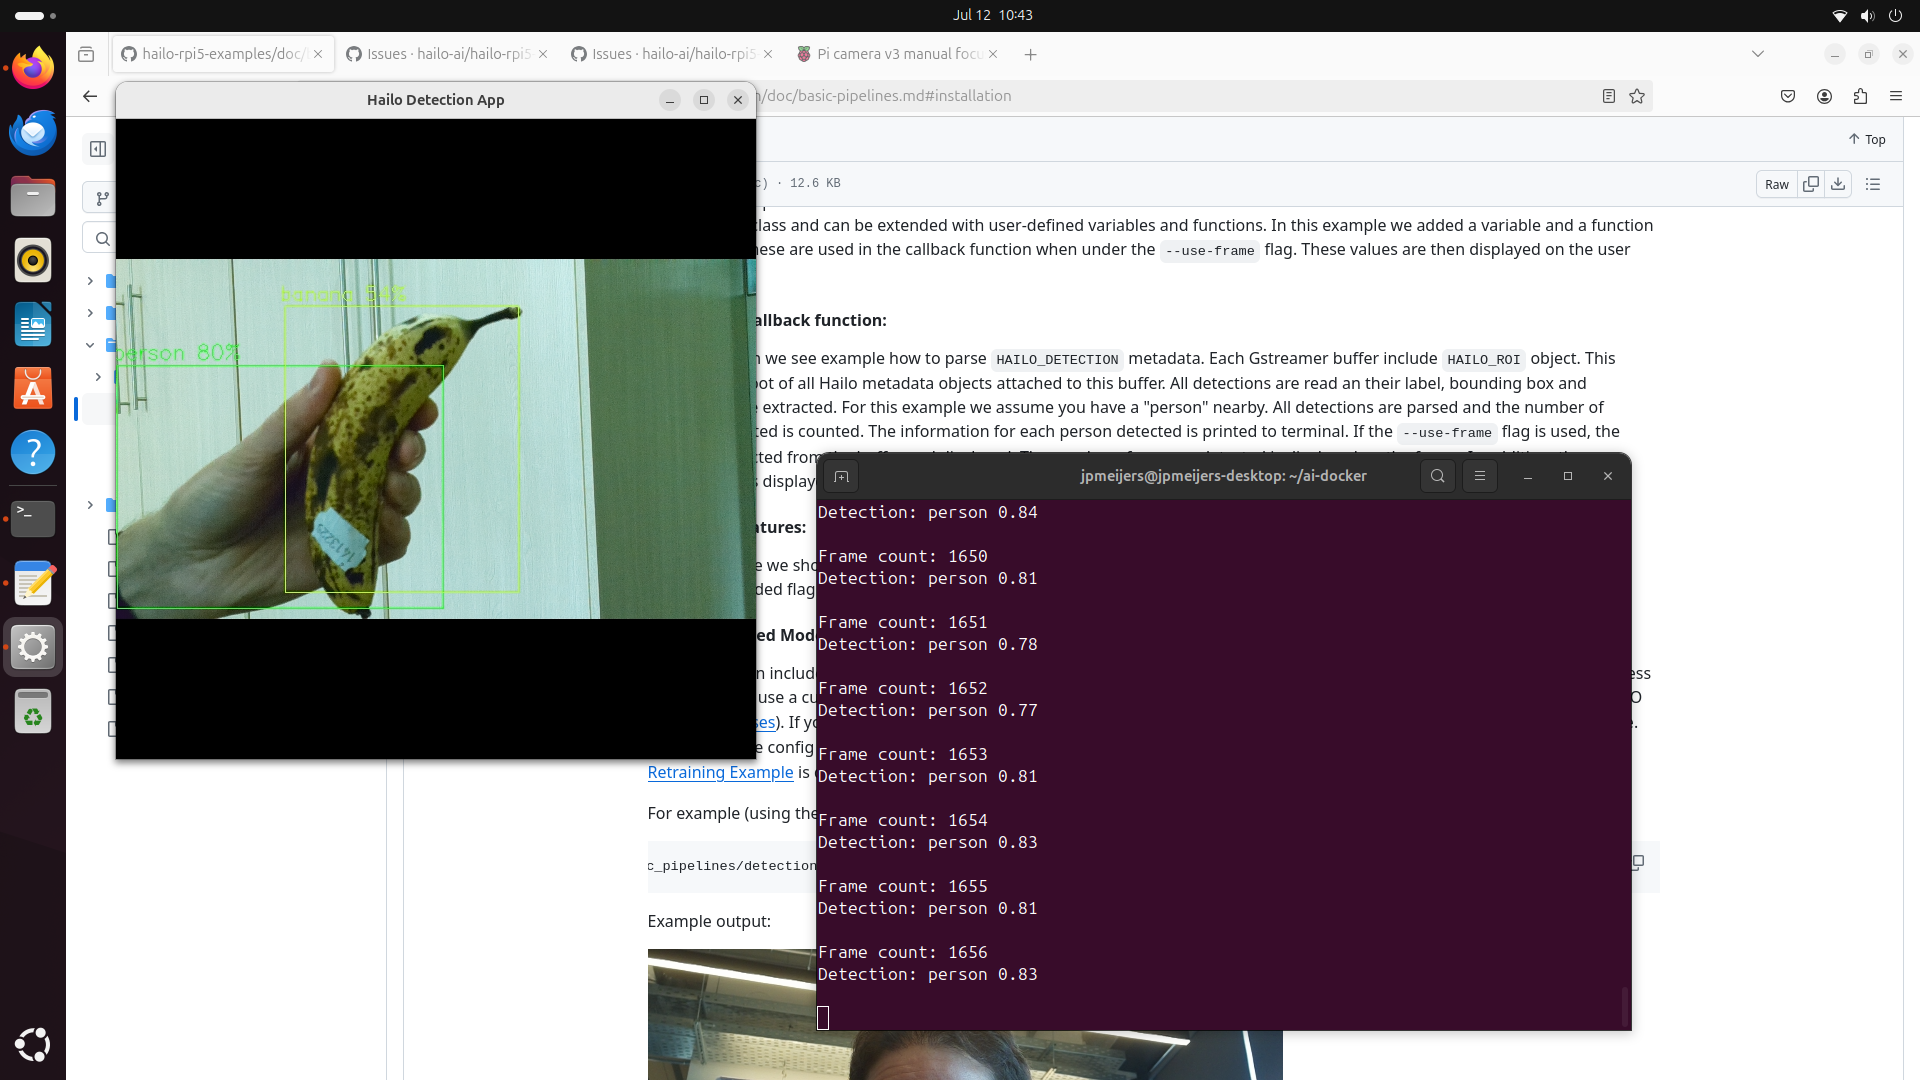 Jul 12 10:43
hailo-rpi5-examples/doc/
Issues · hailo-ai/hailo-rpi5
Issues · hailo-ai/hailo-rpi5
Pi camera v3 manual focu
/doc/basic-pipelines.md#installation
Hailo Detection App
Top
c) · 12.6 KB
Raw
class and can be extended with user-defined variables and functions. In this example we added a variable and a function
hese are used in the callback function when under the --use-frame flag. These values are then displayed on the user
banana 54%
allback function:
person 80%
n we see example how to parse HAILO_DETECTION metadata. Each Gstreamer buffer include HAILO_ROI object. This
oot of all Hailo metadata objects attached to this buffer. All detections are read an their label, bounding box and
e extracted. For this example we assume you have a "person" nearby. All detections are parsed and the number of
ted is counted. The information for each person detected is printed to terminal. If the --use-frame flag is used, the
cted from
s display
atures:
e we sho
ded flag
ed Mode
n include
ess
use a cu
O
ses). If yo
e.
e config
Retraining Example is
For example (using the
c_pipelines/detection
Example output:
jpmeijers@jpmeijers-desktop: ~/ai-docker
Detection: person 0.84
Frame count: 1650
Detection: person 0.81
Frame count: 1651
Detection: person 0.78
Frame count: 1652
Detection: person 0.77
Frame count: 1653
Detection: person 0.81
Frame count: 1654
Detection: person 0.83
Frame count: 1655
Detection: person 0.81
Frame count: 1656
Detection: person 0.83